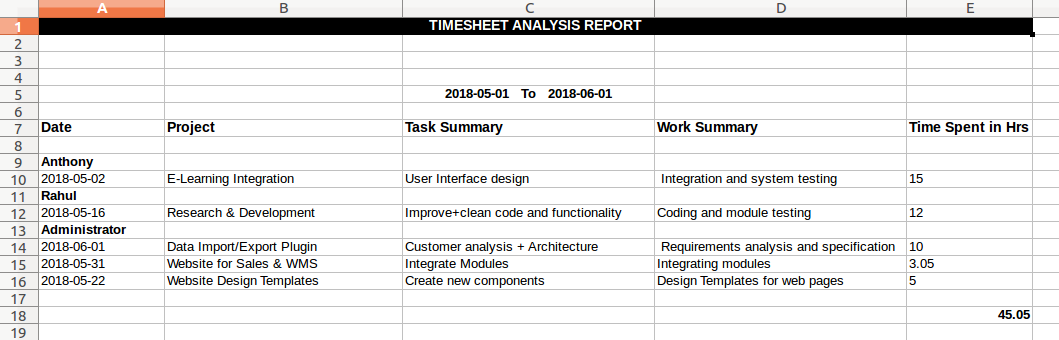 A B C D E
1 TIMESHEET ANALYSIS REPORT
2
3
4
5 2018-05-01 To 2018-06-01
6
7 Date Project Task Summary Work Summary Time Spent in Hrs
8
9 Anthony
10 2018-05-02 E-Learning Integration User Interface design Integration and system testing 15
11 Rahul
12 2018-05-16 Research & Development Improve+clean code and functionality Coding and module testing 12
13 Administrator
14 2018-06-01 Data Import/Export Plugin Customer analysis + Architecture Requirements analysis and specification 10
15 2018-05-31 Website for Sales & WMS Integrate Modules Integrating modules 3.05
16 2018-05-22 Website Design Templates Create new components Design Templates for web pages 5
17
18 45.05
19